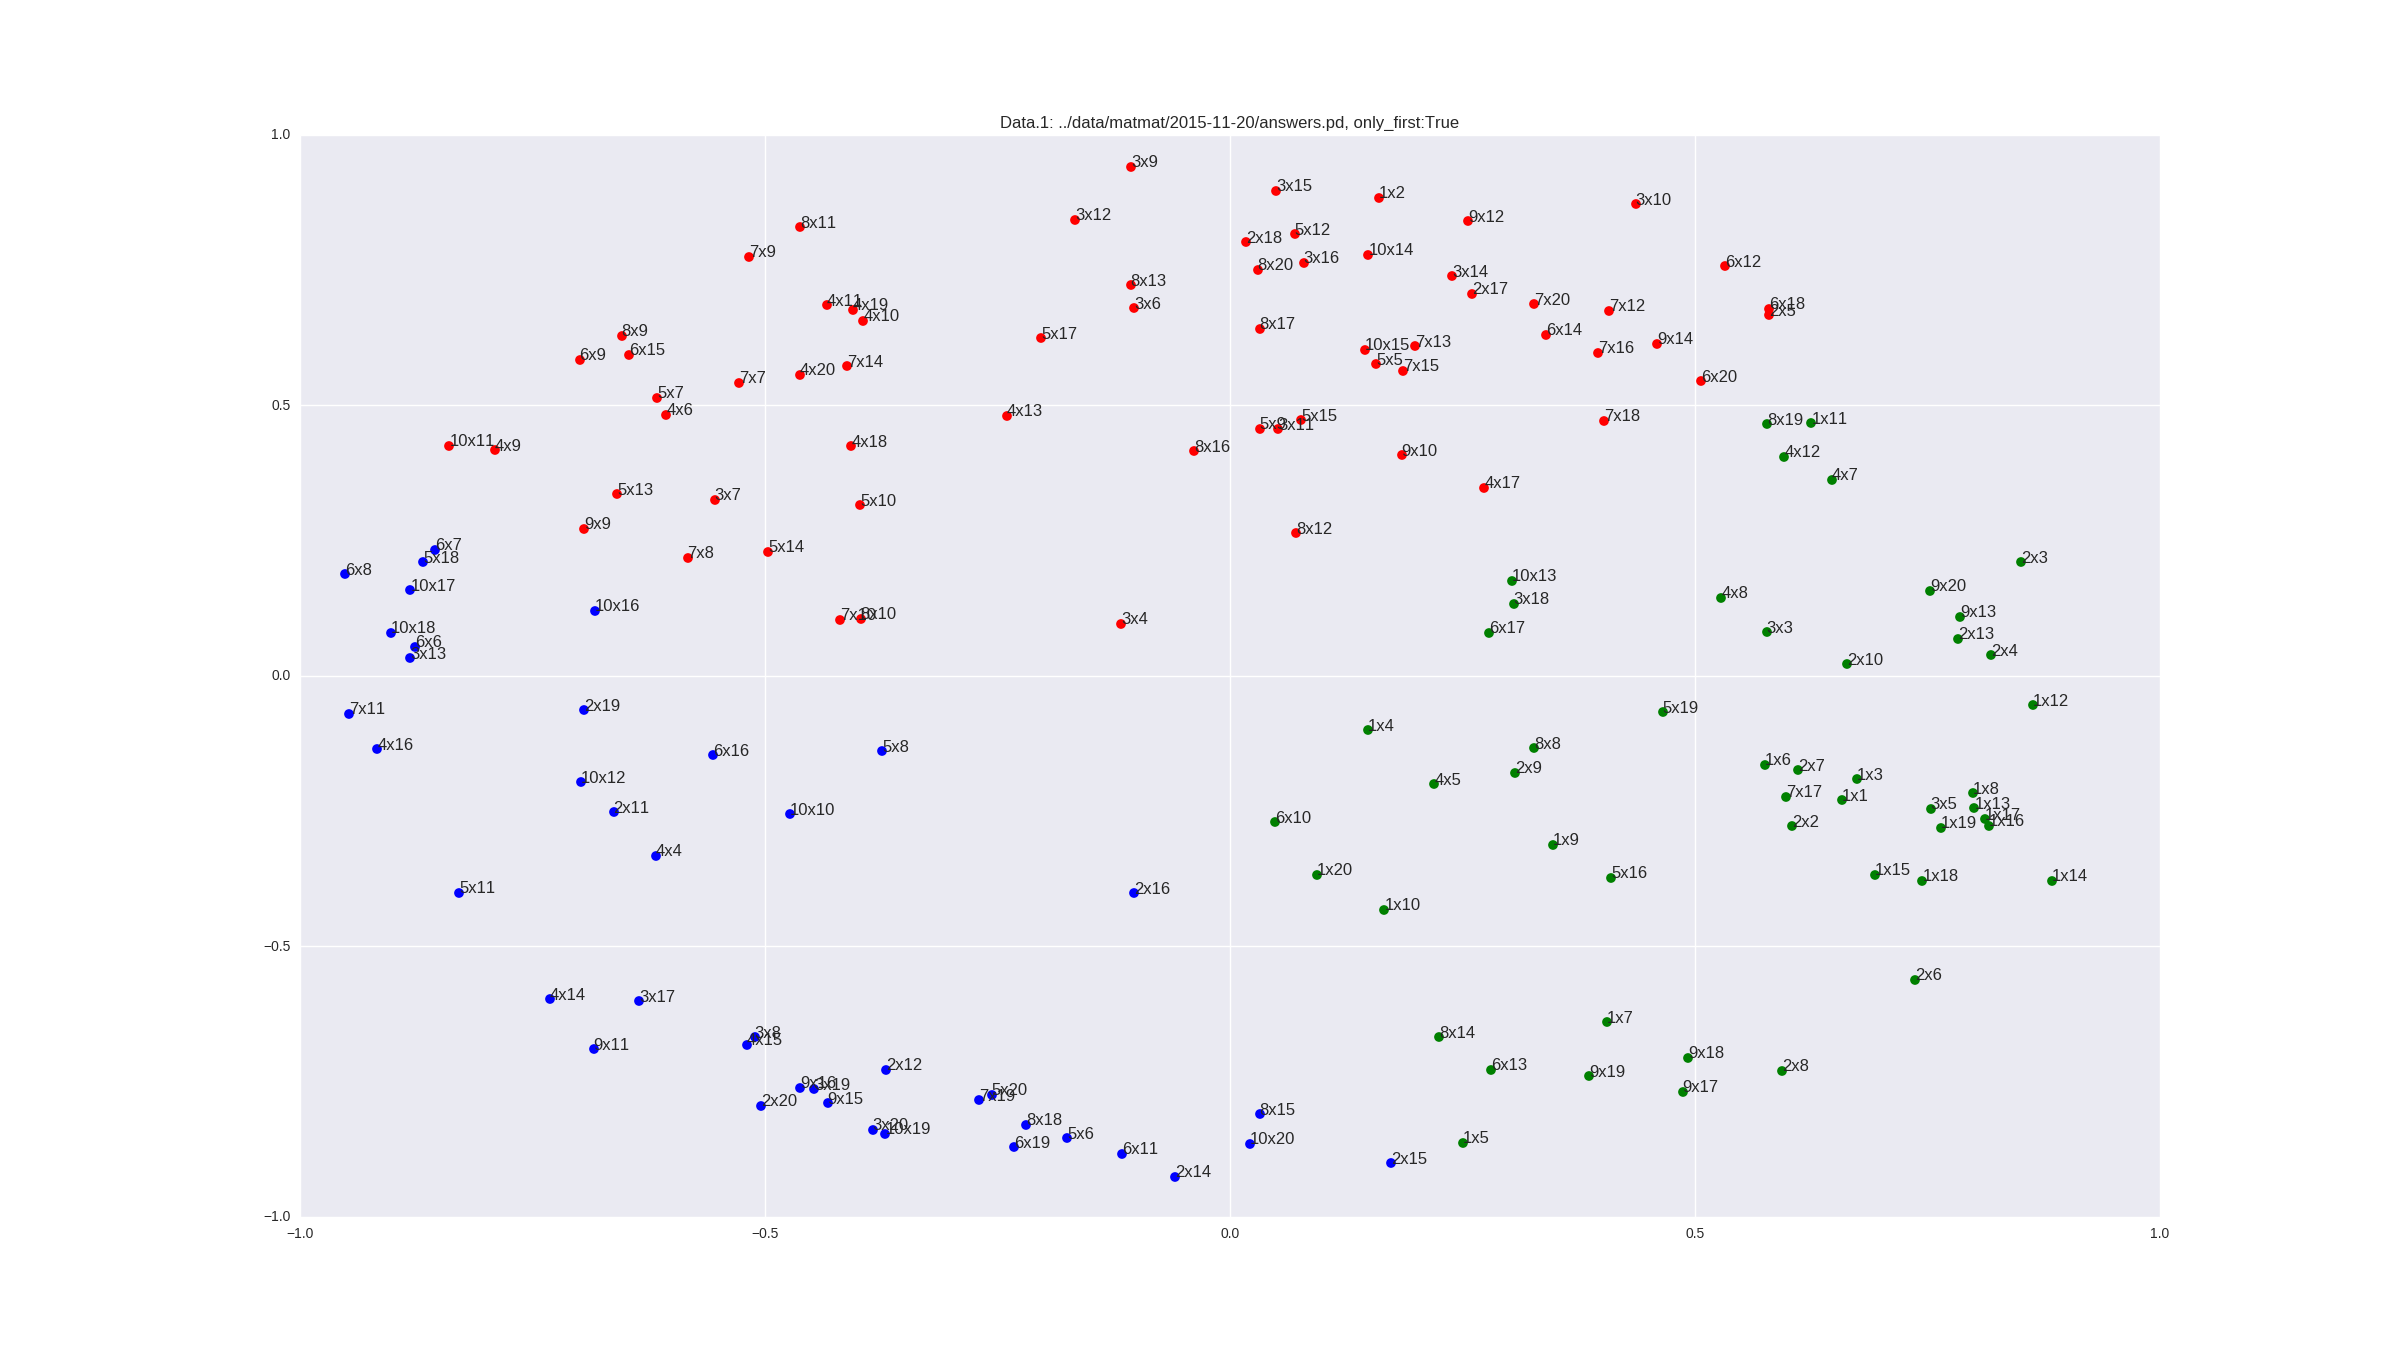 Data.1: ../data/matmat/2015-11-20/answers.pd, only_first:True
1.0
3x9
3x15
1x2
3x10
3x12
9x12
8x11
5x12
2x18
10x14
7x9
3x16
6x12
8x20
3x14
8x13
2x17
4x11
4x19
3x6
7x20
7x12
6x18
2x5
4x10
8x17
8x9
5x17
6x14
9x14
6x9
6x15
10x15
7x13
7x16
7x14
5x5
7x15
4x20
7x7
6x20
5x7
0.5
4x6
4x13
5x15
7x18
8x19
1x11
5x9
3x11
10x11
4x9
4x18
8x16
9x10
4x12
4x7
4x17
5x13
3x7
5x10
9x9
8x12
6x7
5x18
7x8
5x14
2x3
6x8
10x17
10x13
9x20
10x16
3x18
4x8
7x10
8x10
3x4
9x13
10x18
6x17
3x3
2x13
6x6
3x13
2x4
2x10
0.0
7x11
2x19
5x19
1x12
4x16
6x16
5x8
1x4
8x8
10x12
4x5
2x9
1x6
2x7
1x3
2x11
10x10
6x10
7x17
1x1
1x8
3x5
1x13
1x17
1x16
2x2
1x19
4x4
1x9
5x11
2x16
1x20
5x16
1x15
1x18
1x14
1x10
−0.5
2x6
4x14
3x17
1x7
9x11
3x8
4x15
8x14
2x12
6x13
9x18
9x19
2x8
9x16
3x19
9x15
2x20
7x19
5x20
9x17
3x20
10x19
8x18
5x6
6x19
6x11
8x15
10x20
1x5
2x14
2x15
−1.0
−1.0
−0.5
0.0
0.5
1.0